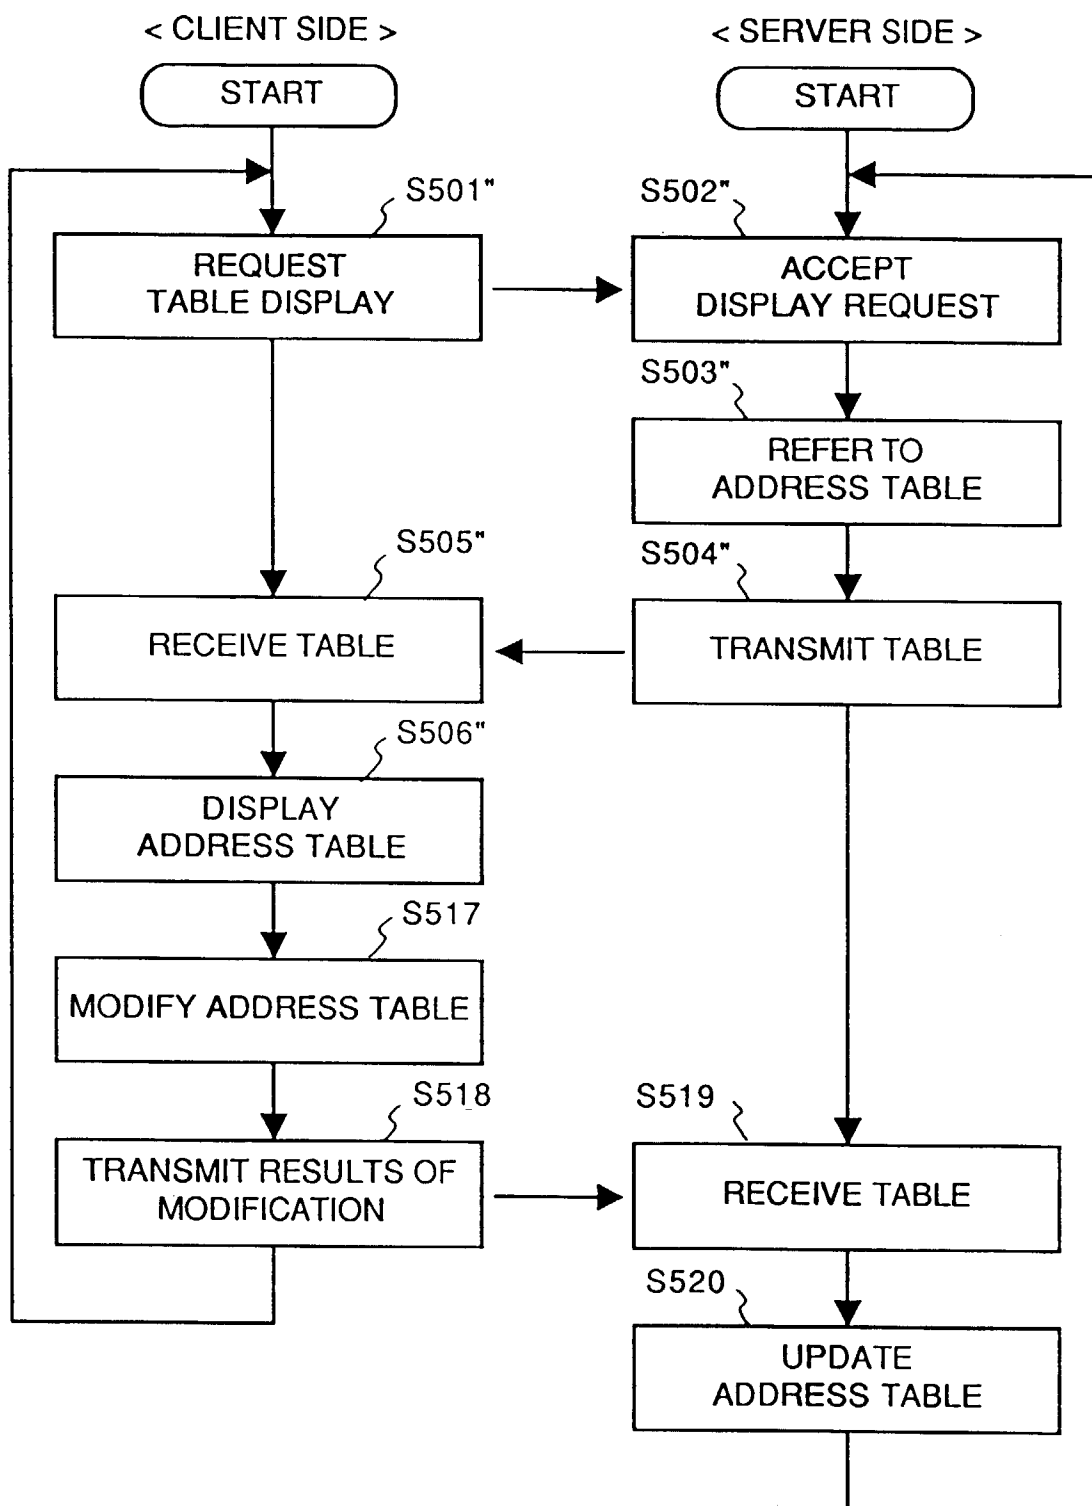 < CLIENT SIDE >
START
S501"
REQUEST
TABLE DISPLAY
S505"
RECEIVE TABLE
S506"
DISPLAY
ADDRESS TABLE
S517
MODIFY ADDRESS TABLE
S518
TRANSMIT RESULTS OF
MODIFICATION
< SERVER SIDE >
START
S502"
ACCEPT
DISPLAY REQUEST
S503"
REFER TO
ADDRESS TABLE
S504"
TRANSMIT TABLE
S519
RECEIVE TABLE
S520
UPDATE
ADDRESS TABLE